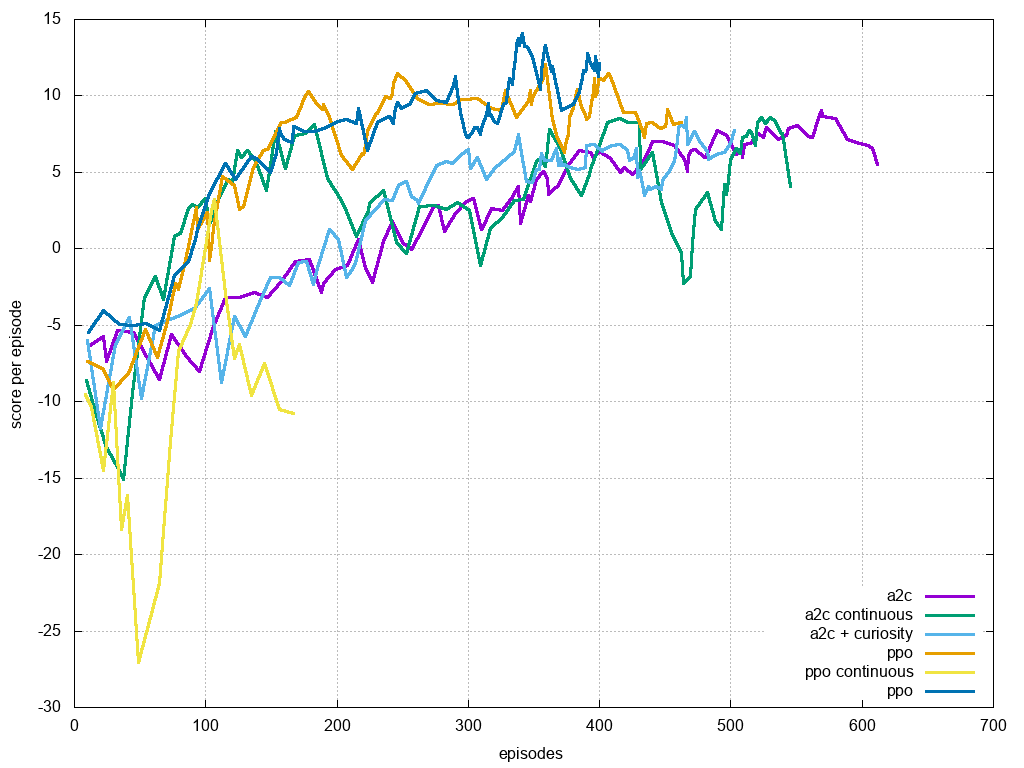 15
10
5
0
-5
-10
-15
-20
-25
-30
score per episode
0 100 200 300 400 500 600 700
episodes
a2c
a2c continuous
a2c + curiosity
ppo
ppo continuous
ppo